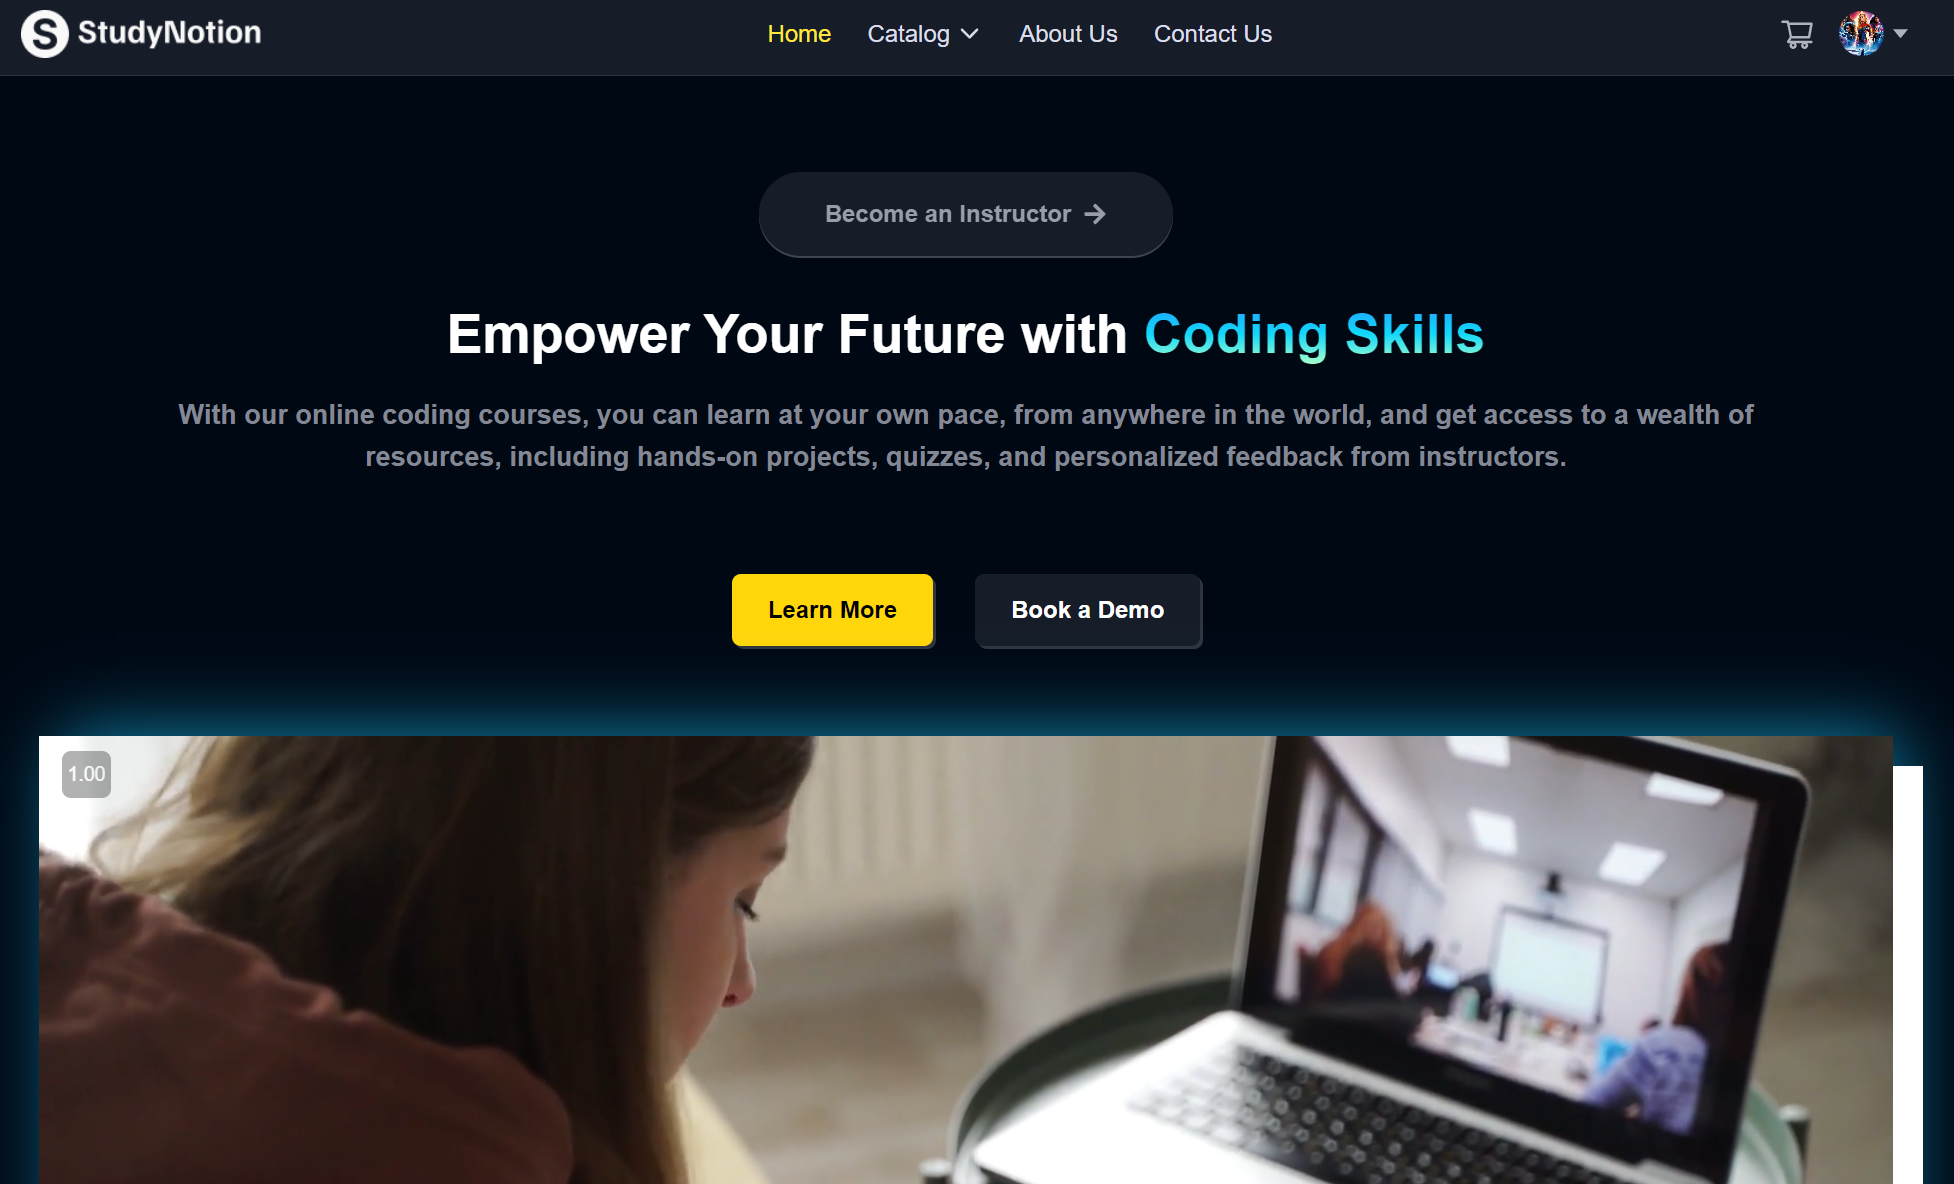 S StudyNotion
Home Catalog About Us Contact Us
Become an Instructor
Empower Your Future with Coding Skills
With our online coding courses, you can learn at your own pace, from anywhere in the world, and get access to a wealth of
resources, including hands-on projects, quizzes, and personalized feedback from instructors.
Learn More Book a Demo
1.00